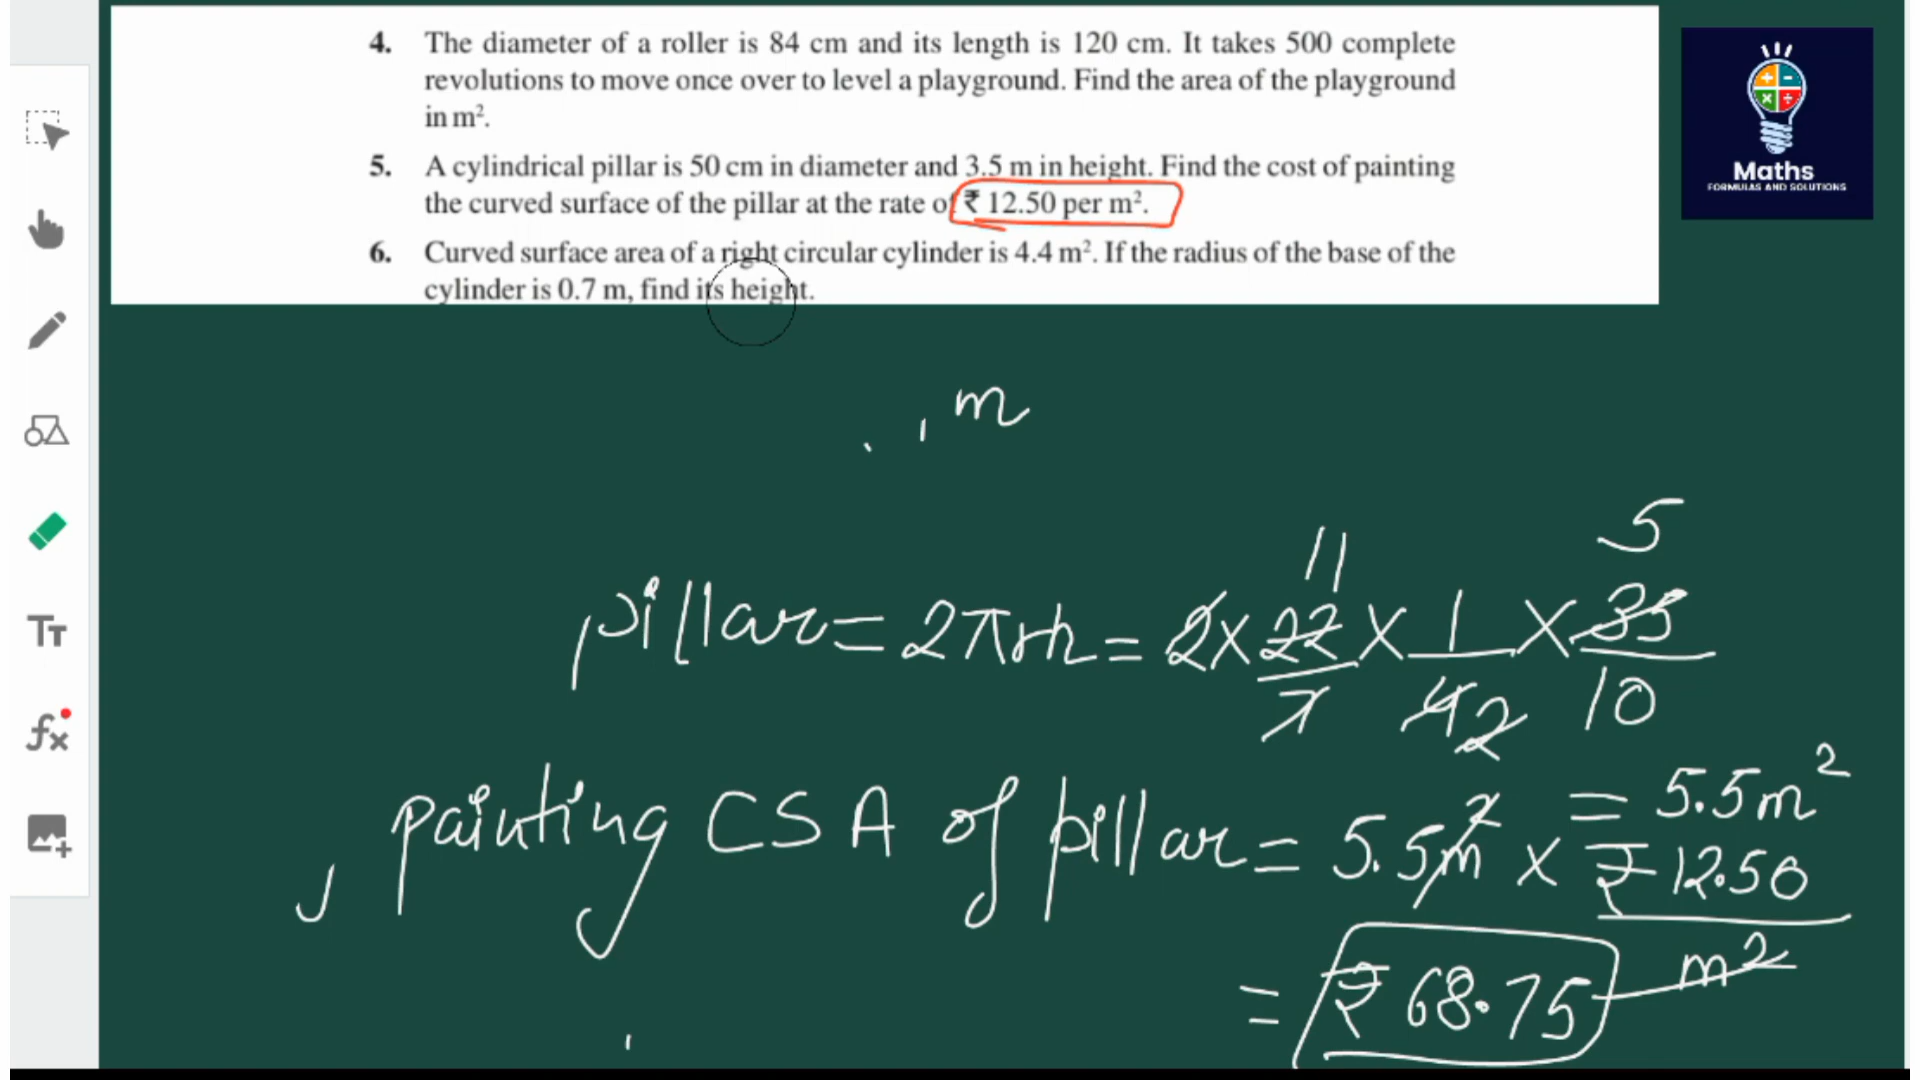 4. The diameter of a roller is 84 cm and its length is 120 cm. It takes 500 complete
revolutions to move once over to level a playground. Find the area of the playground
in m².
5. A cylindrical pillar is 50 cm in diameter and 3.5 m in height. Find the cost of painting
the curved surface of the pillar at the rate of ₹ 12.50 per m².
6. Curved surface area of a right circular cylinder is 4.4 m². If the radius of the base of the
cylinder is 0.7 m, find its height.
Maths
FORMULAS AND SOLUTIONS
Tт
fx
m
11 5
pillar = 2πrh = 2 × 22/7 × 1/4 2 × 35/10
= 5.5 m²
painting CSA of pillar = 5.5 m² × ₹ 12.50 / m²
= ₹ 68.75